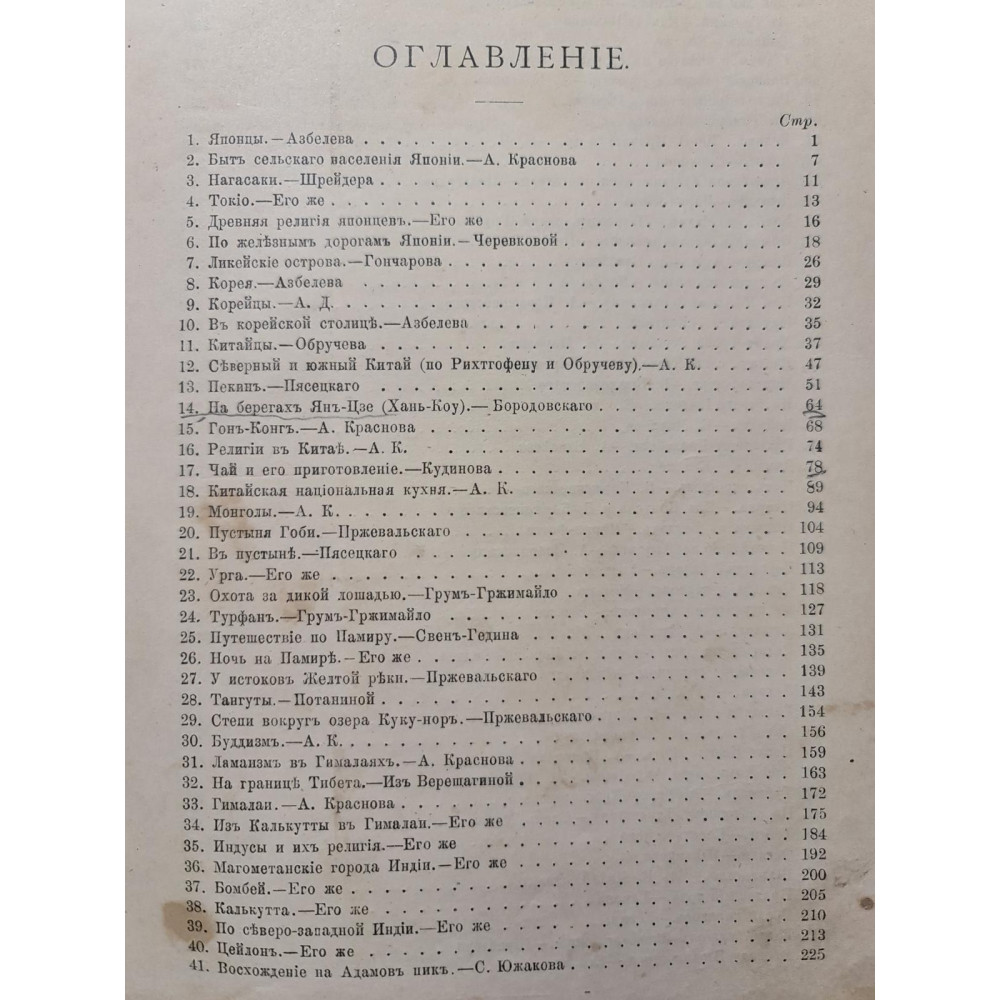 ОГЛАВЛЕНІЕ.
Стр.
1. Японцы.—Азбелева . . . . . . . . . . 1
2. Бытъ сельскаго населенія Японіи.—А. Краснова . . . . . . . . . . 7
3. Нагасаки.—Шрейдера . . . . . . . . . . 11
4. Токіо.—Его же . . . . . . . . . . 13
5. Древняя религія японцевъ.—Его же . . . . . . . . . . 16
6. По желѣзнымъ дорогамъ Японіи.—Черевковой . . . . . . . . . . 18
7. Ликейскіе острова.—Гончарова . . . . . . . . . . 26
8. Корея.—Азбелева . . . . . . . . . . 29
9. Корейцы.—А. Д. . . . . . . . . . . 32
10. Въ корейской столицѣ.—Азбелева . . . . . . . . . . 35
11. Китайцы.—Обручева . . . . . . . . . . 37
12. Сѣверный и южный Китай (по Рихтгофену и Обручеву).—А. К. . . . . . . . 47
13. Пекинъ.—Пясецкаго . . . . . . . . . . 51
14. На берегахъ Янъ-Цзе (Хань-Коу).—Бородовскаго . . . . . . . . . . 64
15. Гонъ-Конгъ.—А. Краснова . . . . . . . . . . 68
16. Религіи въ Китаѣ.—А. К. . . . . . . . . . . 74
17. Чай и его приготовленіе.—Кудинова . . . . . . . . . . 78
18. Китайская національная кухня.—А. К. . . . . . . . . . . 89
19. Монголы.—А. К. . . . . . . . . . . 94
20. Пустыня Гоби.—Пржевальскаго . . . . . . . . . . 104
21. Въ пустынѣ.—Пясецкаго . . . . . . . . . . 109
22. Урга.—Его же . . . . . . . . . . 113
23. Охота за дикой лошадью.—Грумъ-Гржимайло . . . . . . . . . . 118
24. Турфанъ.—Грумъ-Гржимайло . . . . . . . . . . 127
25. Путешествіе по Памиру.—Свенъ-Гедина . . . . . . . . . . 131
26. Ночь на Памирѣ.—Его же . . . . . . . . . . 135
27. У истоковъ Желтой рѣки.—Пржевальскаго . . . . . . . . . . 139
28. Тангуты.—Потаниной . . . . . . . . . . 143
29. Степи вокругъ озера Куку-норъ.—Пржевальскаго . . . . . . . . . . 154
30. Буддизмъ.—А. К. . . . . . . . . . . 156
31. Ламаизмъ въ Гималаяхъ.—А. Краснова . . . . . . . . . . 159
32. На границѣ Тибета.—Изъ Верещагиной . . . . . . . . . . 163
33. Гималаи.—А. Краснова . . . . . . . . . . 172
34. Изъ Калькутты въ Гималаи.—Его же . . . . . . . . . . 175
35. Индусы и ихъ религія.—Его же . . . . . . . . . . 184
36. Магометанскіе города Индіи.—Его же . . . . . . . . . . 192
37. Бомбей.—Его же . . . . . . . . . . 200
38. Калькутта.—Его же . . . . . . . . . . 205
39. По сѣверо-западной Индіи.—Его же . . . . . . . . . . 210
40. Цейлонъ.—Его же . . . . . . . . . . 213
41. Восхожденіе на Адамовъ пикъ.—С. Южакова . . . . . . . . . . 225